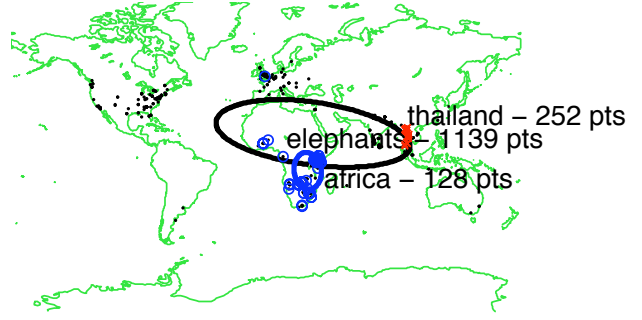 thailand – 252 pts
elephants – 1139 pts
africa – 128 pts